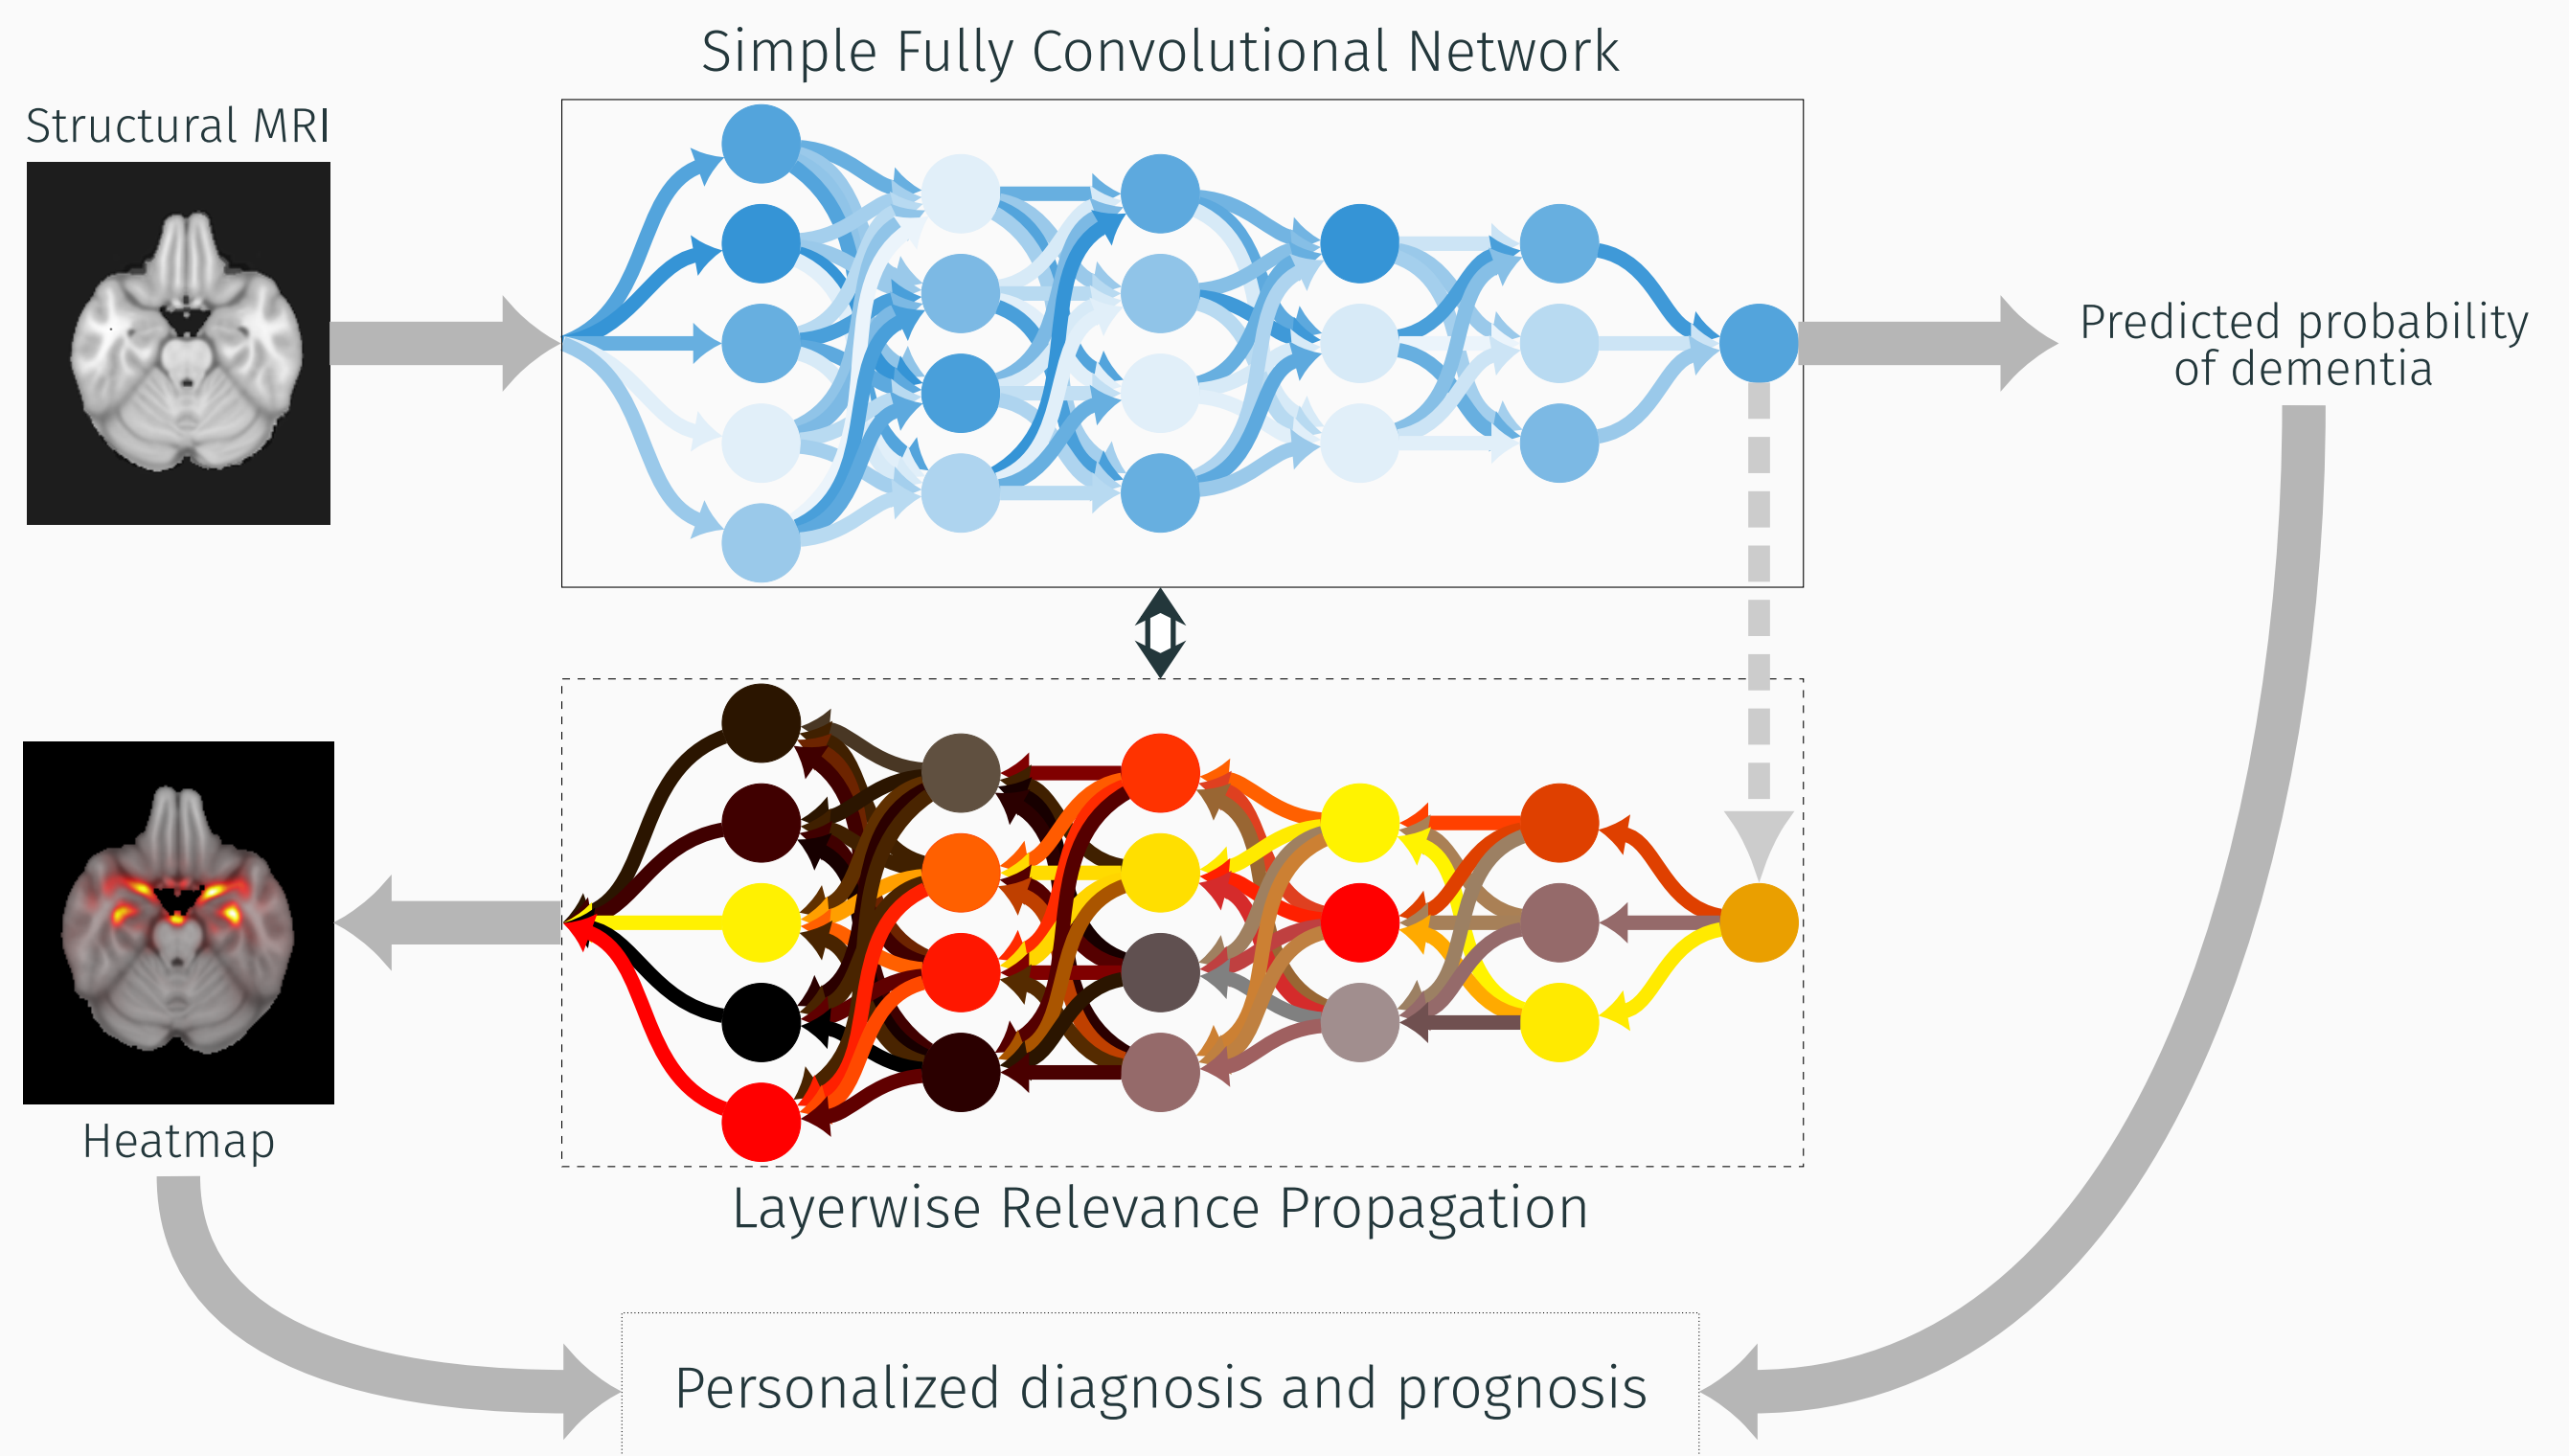 Simple Fully Convolutional Network
Structural MRI
Predicted probability
of dementia
Heatmap
Layerwise Relevance Propagation
Personalized diagnosis and prognosis